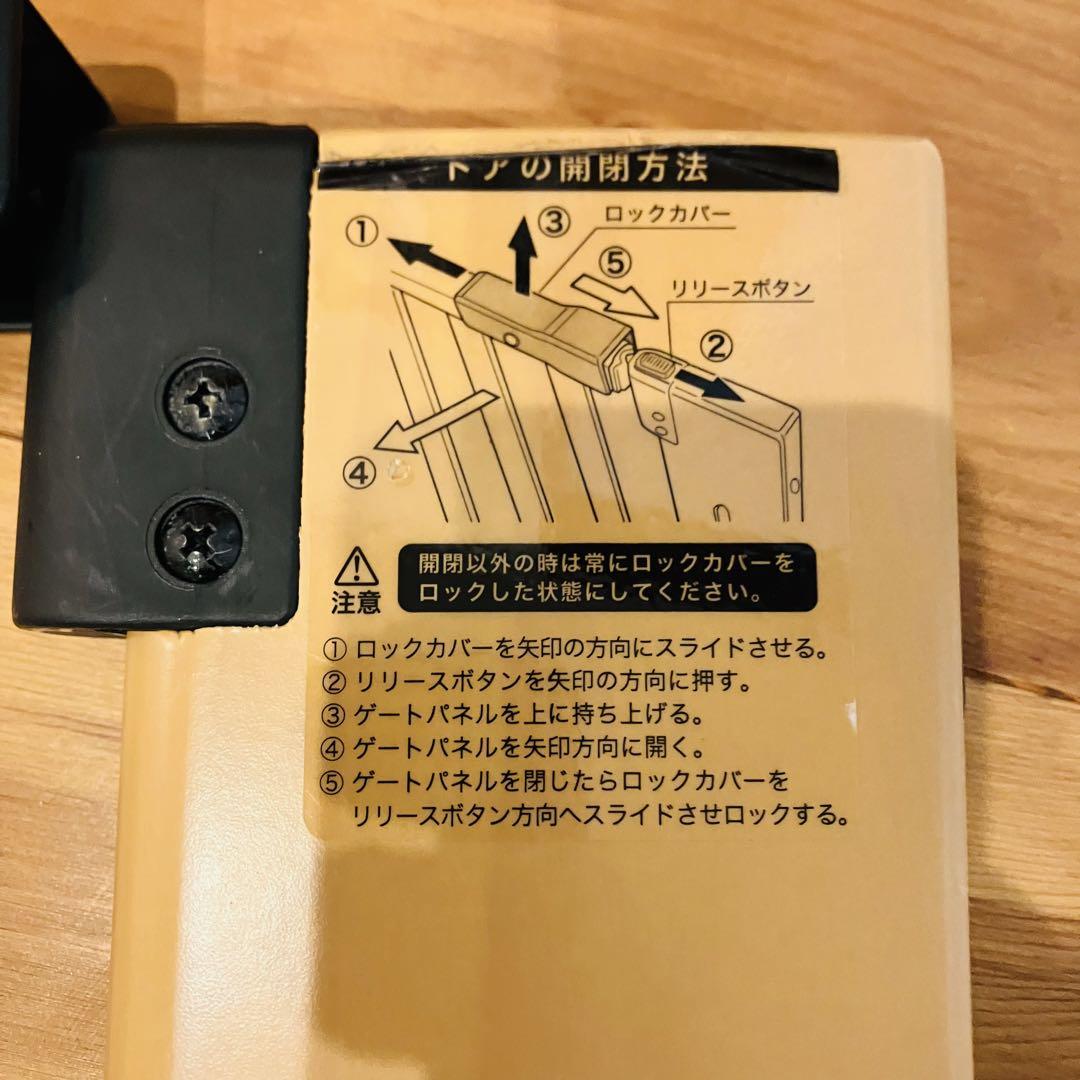 ドアの開閉方法
① ③ ロックカバー
⑤
リリースボタン
②
④
注意
開閉以外の時は常にロックカバーを
ロックした状態にしてください。
① ロックカバーを矢印の方向にスライドさせる。
② リリースボタンを矢印の方向に押す。
③ ゲートパネルを上に持ち上げる。
④ ゲートパネルを矢印方向に開く。
⑤ ゲートパネルを閉じたらロックカバーを
リリースボタン方向へスライドさせロックする。